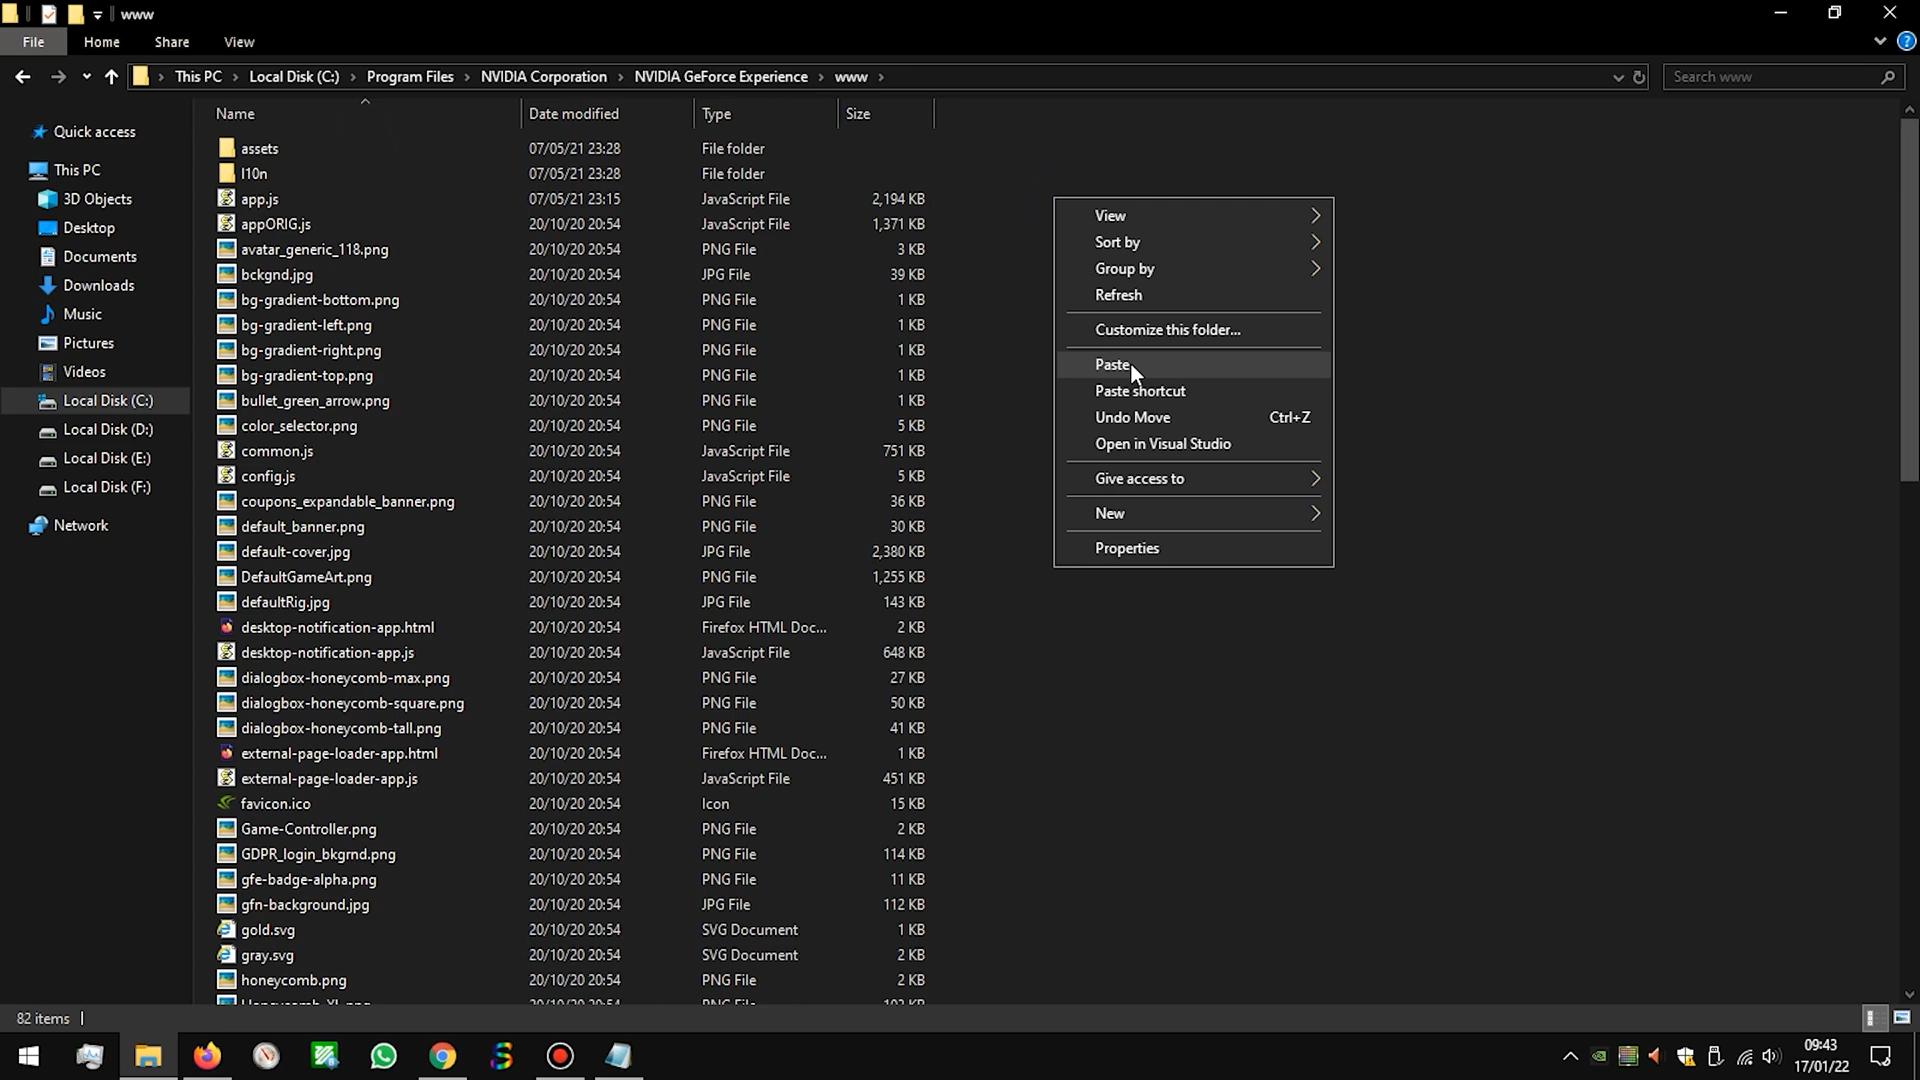 www
File Home Share View
This PC Local Disk (C:) Program Files NVIDIA Corporation NVIDIA GeForce Experience www
Search www
Name Date modified Type Size
Quick access
This PC
3D Objects
Desktop
Documents
Downloads
Music
Pictures
Videos
Local Disk (C:)
Local Disk (D:)
Local Disk (E:)
Local Disk (F:)
Network
assets 07/05/21 23:28 File folder
l10n 07/05/21 23:28 File folder
app.js 07/05/21 23:15 JavaScript File 2,194 KB
appORIG.js 20/10/20 20:54 JavaScript File 1,371 KB
avatar_generic_118.png 20/10/20 20:54 PNG File 3 KB
bckgnd.jpg 20/10/20 20:54 JPG File 39 KB
bg-gradient-bottom.png 20/10/20 20:54 PNG File 1 KB
bg-gradient-left.png 20/10/20 20:54 PNG File 1 KB
bg-gradient-right.png 20/10/20 20:54 PNG File 1 KB
bg-gradient-top.png 20/10/20 20:54 PNG File 1 KB
bullet_green_arrow.png 20/10/20 20:54 PNG File 1 KB
color_selector.png 20/10/20 20:54 PNG File 5 KB
common.js 20/10/20 20:54 JavaScript File 751 KB
config.js 20/10/20 20:54 JavaScript File 5 KB
coupons_expandable_banner.png 20/10/20 20:54 PNG File 36 KB
default_banner.png 20/10/20 20:54 PNG File 30 KB
default-cover.jpg 20/10/20 20:54 JPG File 2,380 KB
DefaultGameArt.png 20/10/20 20:54 PNG File 1,255 KB
defaultRig.jpg 20/10/20 20:54 JPG File 143 KB
desktop-notification-app.html 20/10/20 20:54 Firefox HTML Doc... 2 KB
desktop-notification-app.js 20/10/20 20:54 JavaScript File 648 KB
dialogbox-honeycomb-max.png 20/10/20 20:54 PNG File 27 KB
dialogbox-honeycomb-square.png 20/10/20 20:54 PNG File 50 KB
dialogbox-honeycomb-tall.png 20/10/20 20:54 PNG File 41 KB
external-page-loader-app.html 20/10/20 20:54 Firefox HTML Doc... 1 KB
external-page-loader-app.js 20/10/20 20:54 JavaScript File 451 KB
favicon.ico 20/10/20 20:54 Icon 15 KB
Game-Controller.png 20/10/20 20:54 PNG File 2 KB
GDPR_login_bkgrnd.png 20/10/20 20:54 PNG File 114 KB
gfe-badge-alpha.png 20/10/20 20:54 PNG File 11 KB
gfn-background.jpg 20/10/20 20:54 JPG File 112 KB
gold.svg 20/10/20 20:54 SVG Document 1 KB
gray.svg 20/10/20 20:54 SVG Document 2 KB
honeycomb.png 20/10/20 20:54 PNG File 2 KB
View
Sort by
Group by
Refresh
Customize this folder...
Paste
Paste shortcut
Undo Move Ctrl+Z
Open in Visual Studio
Give access to
New
Properties
82 items
09:43
17/01/22